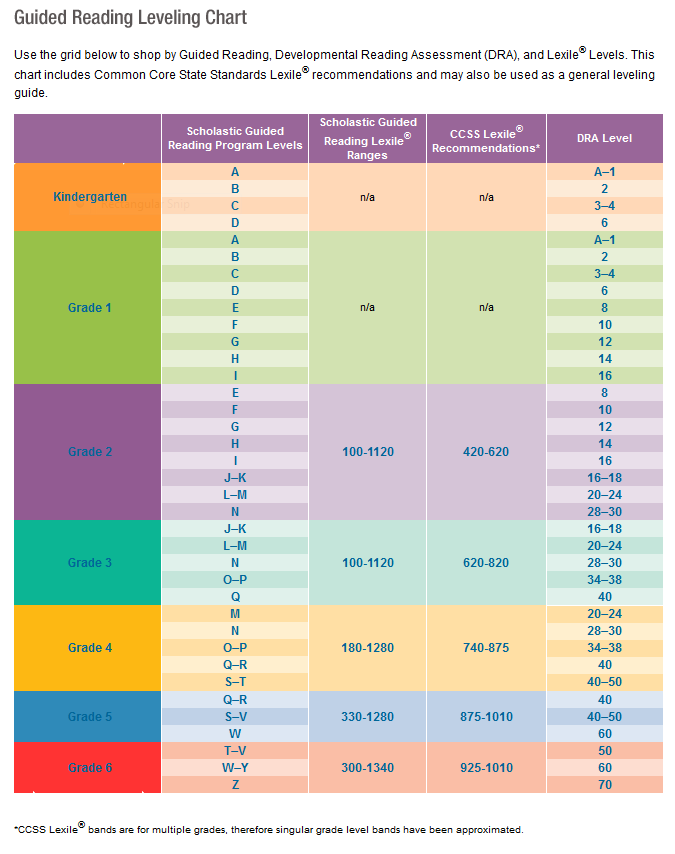 Guided Reading Leveling Chart
Use the grid below to shop by Guided Reading, Developmental Reading Assessment (DRA), and Lexile® Levels. This
chart includes Common Core State Standards Lexile® recommendations and may also be used as a general leveling
guide.
Scholastic Guided Reading Program Levels
Scholastic Guided Reading Lexile® Ranges
CCSS Lexile® Recommendations*
DRA Level
Kindergarten
A A–1
B 2
n/a n/a
C 3–4
D 6
Grade 1
A A–1
B 2
C 3–4
D 6
E n/a n/a 8
F 10
G 12
H 14
I 16
Grade 2
E 8
F 10
G 12
H 14
100-1120 420-620
I 16
J–K 16–18
L–M 20–24
N 28–30
Grade 3
J–K 16–18
L–M 20–24
N 100-1120 620-820 28–30
O–P 34–38
Q 40
Grade 4
M 20–24
N 28–30
O–P 180-1280 740-875 34–38
Q–R 40
S–T 40–50
Grade 5
Q–R 40
S–V 330-1280 875-1010 40–50
W 60
Grade 6
T–V 50
W–Y 300-1340 925-1010 60
Z 70
*CCSS Lexile® bands are for multiple grades, therefore singular grade level bands have been approximated.